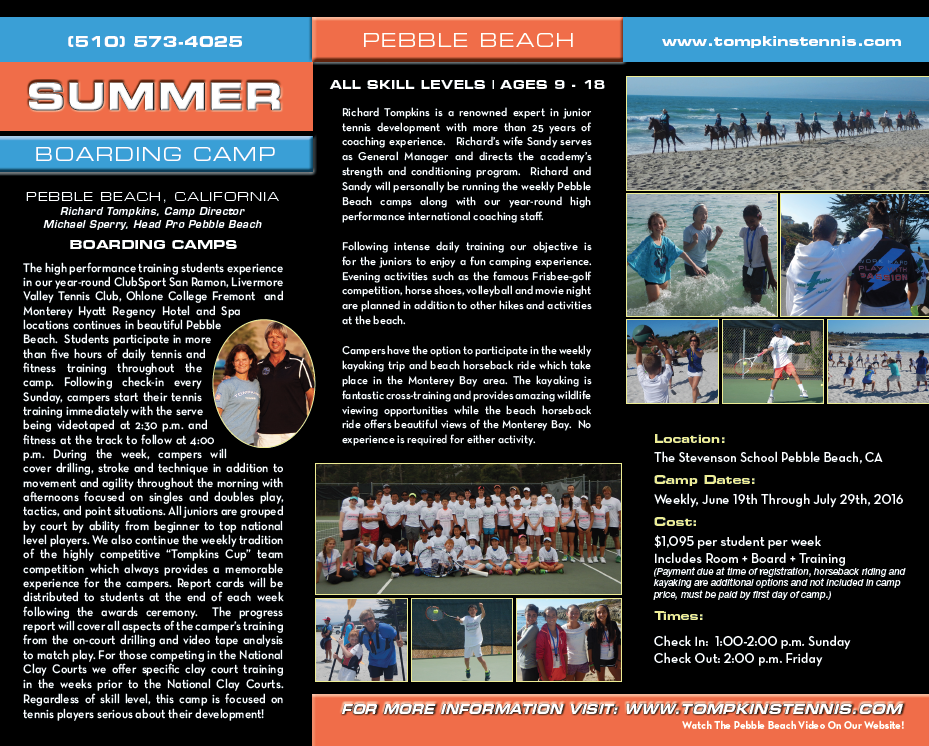 (510) 573-4025
PEBBLE BEACH
www.tompkinstennis.com
SUMMER
BOARDING CAMP
PEBBLE BEACH, CALIFORNIA
Richard Tompkins, Camp Director
Michael Sperry, Head Pro Pebble Beach
BOARDING CAMPS
The high performance training students experience
in our year-round ClubSport San Ramon, Livermore
Valley Tennis Club, Ohlone College Fremont and
Monterey Hyatt Regency Hotel and Spa
locations continues in beautiful Pebble
Beach. Students participate in more
than five hours of daily tennis and
fitness training throughout the
camp. Following check-in every
Sunday, campers start their tennis
training immediately with the serve
being videotaped at 2:30 p.m. and
fitness at the track to follow at 4:00
p.m. During the week, campers will
cover drilling, stroke and technique in addition to
movement and agility throughout the morning with
afternoons focused on singles and doubles play,
tactics, and point situations. All juniors are grouped
by court by ability from beginner to top national
level players. We also continue the weekly tradition
of the highly competitive “Tompkins Cup” team
competition which always provides a memorable
experience for the campers. Report cards will be
distributed to students at the end of each week
following the awards ceremony. The progress
report will cover all aspects of the camper's training
from the on-court drilling and video tape analysis
to match play. For those competing in the National
Clay Courts we offer specific clay court training
in the weeks prior to the National Clay Courts.
Regardless of skill level, this camp is focused on
tennis players serious about their development!
ALL SKILL LEVELS | AGES 9 - 18
Richard Tompkins is a renowned expert in junior
tennis development with more than 25 years of
coaching experience. Richard's wife Sandy serves
as General Manager and directs the academy's
strength and conditioning program. Richard and
Sandy will personally be running the weekly Pebble
Beach camps along with our year-round high
performance international coaching staff.
Following intense daily training our objective is
for the juniors to enjoy a fun camping experience.
Evening activities such as the famous Frisbee-golf
competition, horse shoes, volleyball and movie night
are planned in addition to other hikes and activities
at the beach.
Campers have the option to participate in the weekly
kayaking trip and beach horseback ride which take
place in the Monterey Bay area. The kayaking is
fantastic cross-training and provides amazing wildlife
viewing opportunities while the beach horseback
ride offers beautiful views of the Monterey Bay. No
experience is required for either activity.
Location:
The Stevenson School Pebble Beach, CA
Camp Dates:
Weekly, June 19th Through July 29th, 2016
Cost:
$1,095 per student per week
Includes Room + Board + Training
(Payment due at time of registration, horseback riding and
kayaking are additional options and not included in camp
price, must be paid by first day of camp.)
Times:
Check In: 1:00-2:00 p.m. Sunday
Check Out: 2:00 p.m. Friday
FOR MORE INFORMATION VISIT: WWW.TOMPKINSTENNIS.COM
Watch The Pebble Beach Video On Our Website!